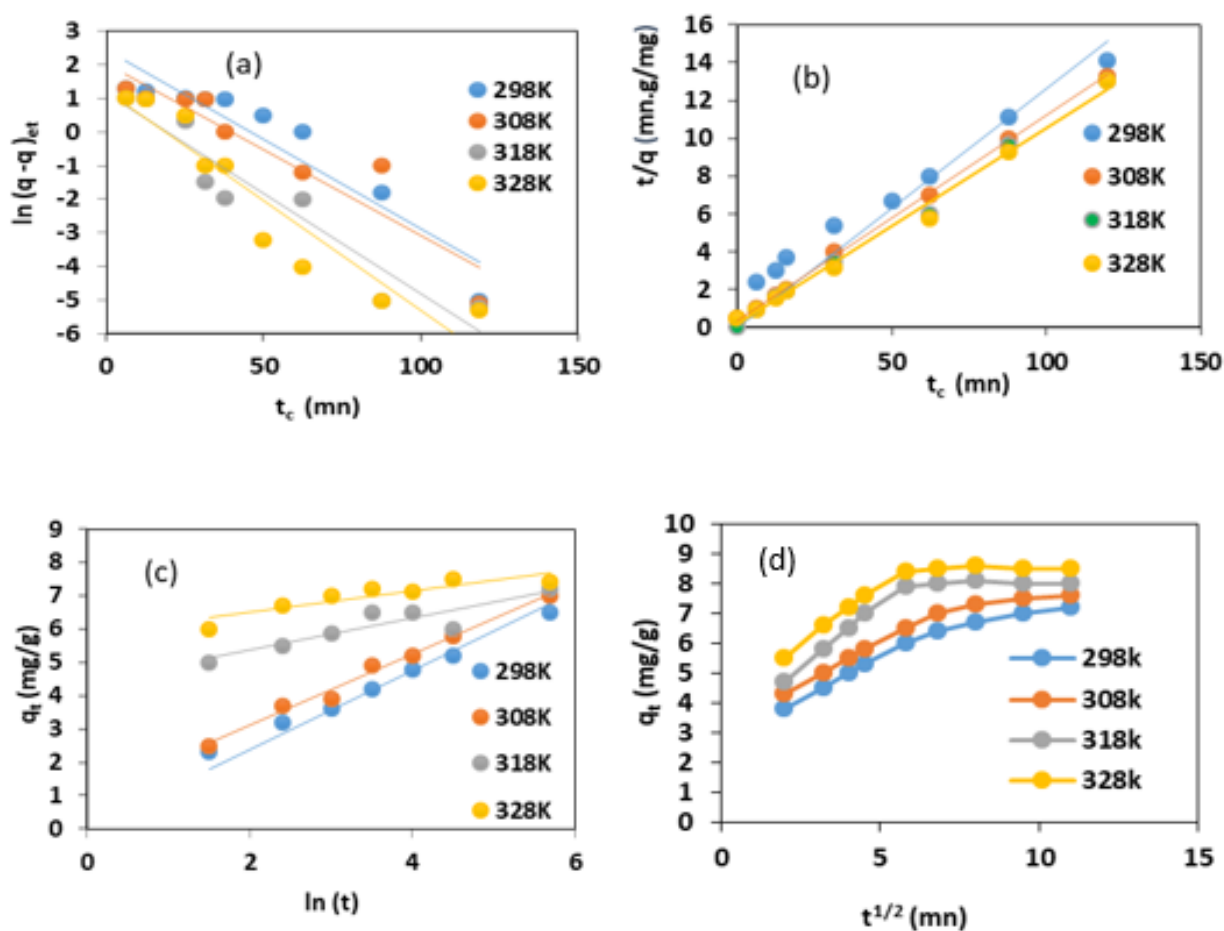 (a)
ln (q -q )et
3
2
1
0
-1
-2
-3
-4
-5
-6
0 50 100 150
tc (mn)
298K
308K
318K
328K
(b)
t/q ((mn.g/mg)
16
14
12
10
8
6
4
2
0
0 50 100 150
tc (mn)
298K
308K
318K
328K
(c)
qt (mg/g)
9
8
7
6
5
4
3
2
1
0
0 2 4 6
ln (t)
298K
308K
318K
328K
(d)
qt (mg/g)
10
9
8
7
6
5
4
3
2
1
0
0 5 10 15
t1/2 (mn)
298k
308k
318k
328k